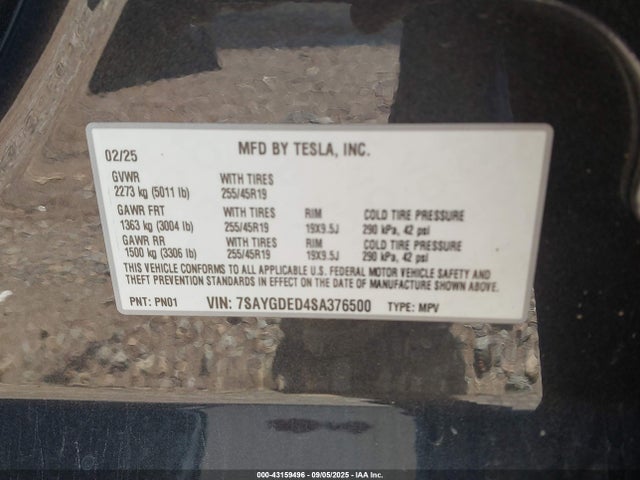 02/25 MFD BY TESLA, INC.
GVWR WITH TIRES
2273 kg (5011 lb) 255/45R19
GAWR FRT WITH TIRES RIM COLD TIRE PRESSURE
1363 kg (3004 lb) 255/45R19 19X9.5J 290 kPa, 42 psi
GAWR RR WITH TIRES RIM COLD TIRE PRESSURE
1500 kg (3306 lb) 255/45R19 19X9.5J 290 kPa, 42 psi
THIS VEHICLE CONFORMS TO ALL APPLICABLE U.S. FEDERAL MOTOR VEHICLE SAFETY AND
THEFT PREVENTION STANDARDS IN EFFECT ON THE DATE OF MANUFACTURE SHOWN ABOVE.
PNT: PN01 VIN: 7SAYGDED4SA376500 TYPE: MPV
000-43159496 - 09/05/2025 - IAA Inc.